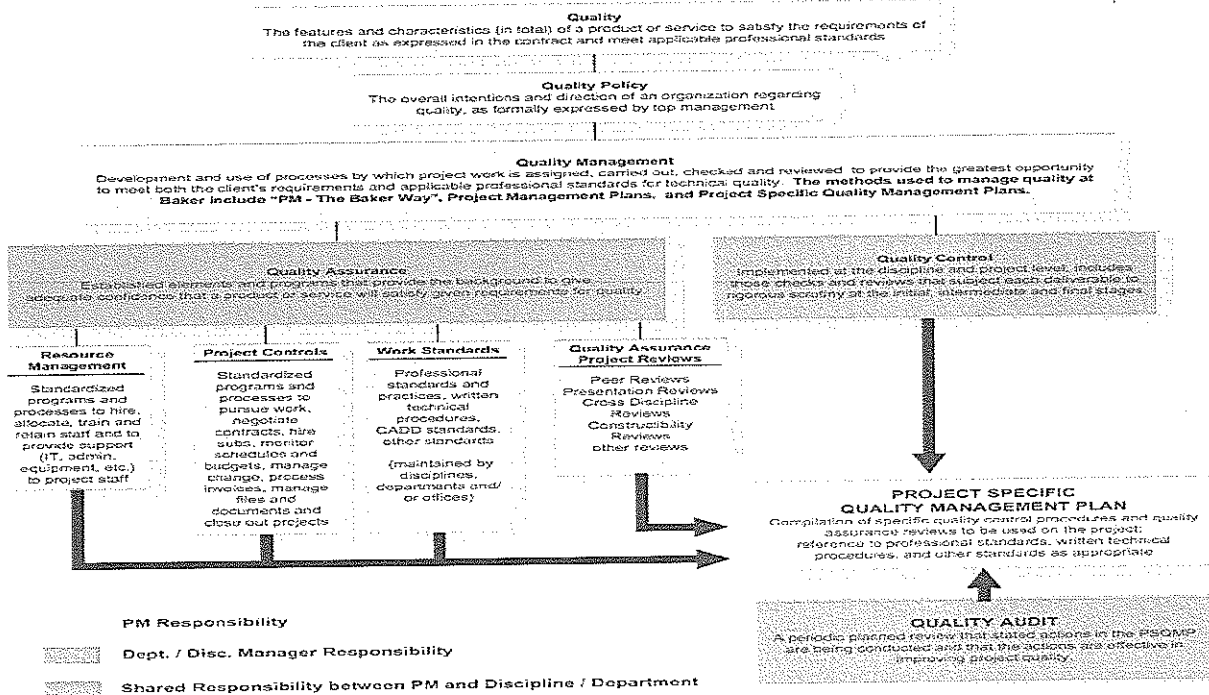 Quality
The features and characteristics (in total) of a product or service to satisfy the requirements of
the client as expressed in the contract and meet applicable professional standards
Quality Policy
The overall intentions and direction of an organization regarding
quality, as formally expressed by top management
Quality Management
Development and use of processes by which project work is assigned, carried out, checked and reviewed to provide the greatest opportunity
to meet both the client's requirements and applicable professional standards for technical quality. The methods used to manage quality at
Baker include "PM - The Baker Way", Project Management Plans, and Project Specific Quality Management Plans.
Quality Assurance
Established elements and programs that provide the background to give
adequate confidence that a product or service will satisfy given requirements for quality
Quality Control
Implemented at the discipline and project level, includes
those checks and reviews that subject each deliverable to
rigorous scrutiny at the initial, intermediate and final stages
Resource
Management
Standardized
programs and
processes to hire,
allocate, train and
retain staff and to
provide support
(IT, admin,
equipment, etc.)
to project staff
Project Controls
Standardized
programs and
processes to
pursue work,
negotiate
contracts, hire
subs, monitor
schedules and
budgets, manage
change, process
invoices, manage
files and
documents and
close out projects
Work Standards
Professional
standards and
practices, written
technical
procedures,
CADD standards,
other standards
(maintained by
disciplines,
departments and/
or offices)
Quality Assurance
Project Reviews
Peer Reviews
Presentation Reviews
Cross Discipline
Reviews
Constructibility
Reviews
other reviews
PROJECT SPECIFIC
QUALITY MANAGEMENT PLAN
Compilation of specific quality control procedures and quality
assurance reviews to be used on the project;
reference to professional standards, written technical
procedures, and other standards as appropriate
QUALITY AUDIT
A periodic planned review that stated actions in the PSQMP
are being conducted and that the actions are effective in
improving project quality.
PM Responsibility
Dept. / Disc. Manager Responsibility
Shared Responsibility between PM and Discipline / Department